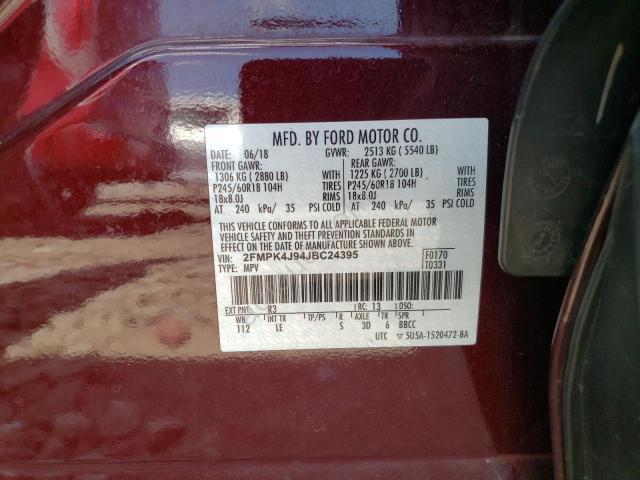 MFD. BY FORD MOTOR CO.
DATE: 06/18 GVWR: 2513 KG ( 5540 LB)
FRONT GAWR: REAR GAWR:
1306 KG ( 2880 LB) WITH 1225 KG ( 2700 LB) WITH
P245/60R18 104H TIRES P245/60R18 104H TIRES
18x8.0J RIMS 18x8.0J RIMS
AT 240 kPa/ 35 PSI COLD AT 240 kPa/ 35 PSI COLD
THIS VEHICLE CONFORMS TO ALL APPLICABLE FEDERAL MOTOR
VEHICLE SAFETY AND THEFT PREVENTION STANDARDS IN
EFFECT ON THE DATE OF MANUFACTURE SHOWN ABOVE.
VIN: 2FMPK4J94JBC24395 F0170
TYPE: MPV T0331
EXT PNT: R3 RC: 13 DSO:
WB INT TR TP/PS R AXLE TR SPR
112 LE S 3D 6 BBCC
UTC ▽ 5U5A-1520472-BA